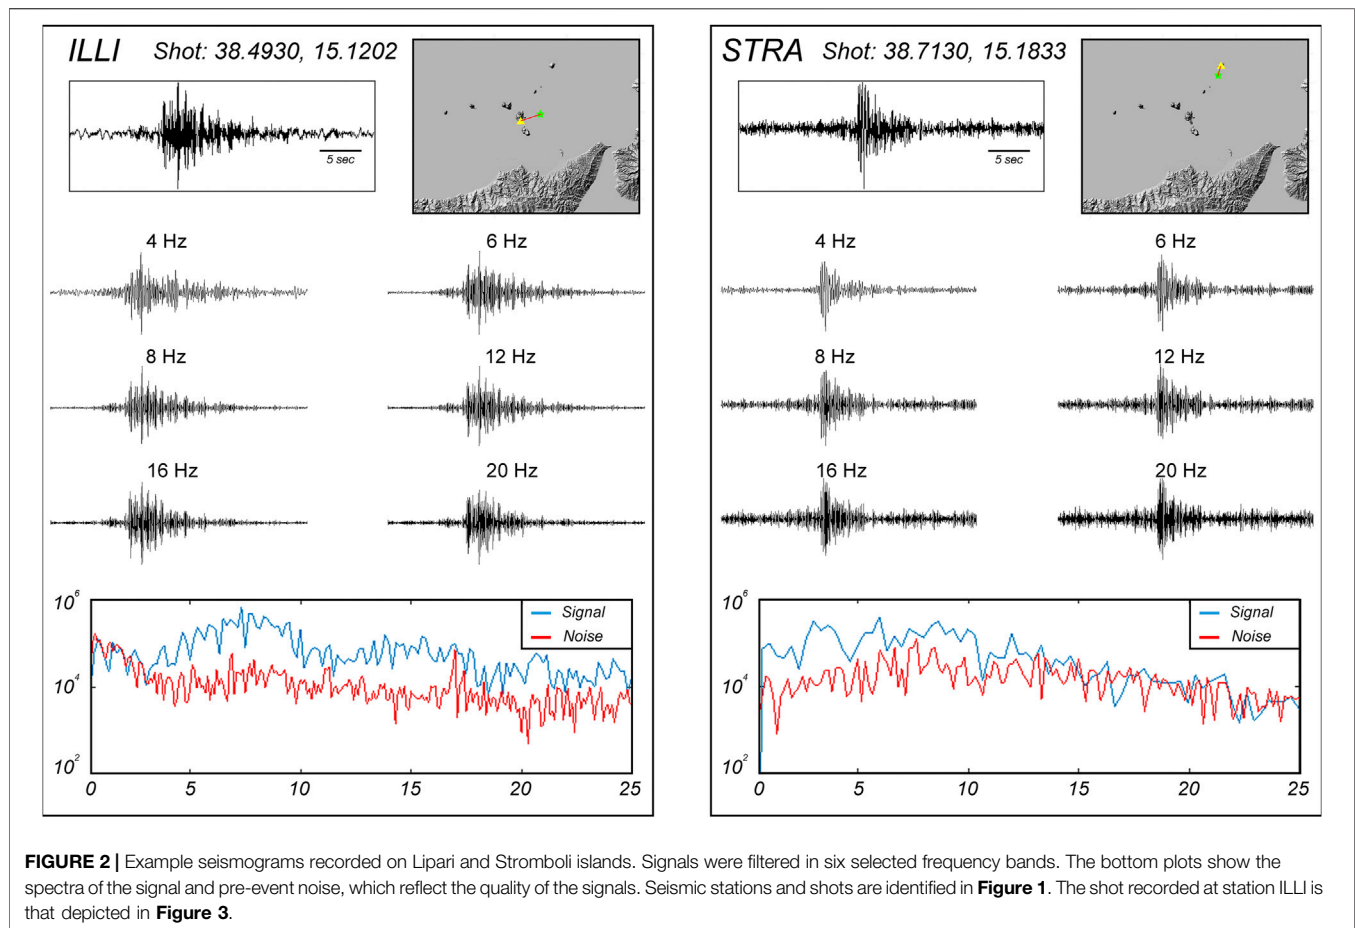 ILLI Shot: 38.4930, 15.1202
5 sec
4 Hz 6 Hz
8 Hz 12 Hz
16 Hz 20 Hz
10^6
Signal
Noise
10^4
10^2
0 5 10 15 20 25
STRA Shot: 38.7130, 15.1833
5 sec
4 Hz 6 Hz
8 Hz 12 Hz
16 Hz 20 Hz
10^6
Signal
Noise
10^4
10^2
0 5 10 15 20 25
FIGURE 2 | Example seismograms recorded on Lipari and Stromboli islands. Signals were filtered in six selected frequency bands. The bottom plots show the
spectra of the signal and pre-event noise, which reflect the quality of the signals. Seismic stations and shots are identified in Figure 1. The shot recorded at station ILLI is
that depicted in Figure 3.